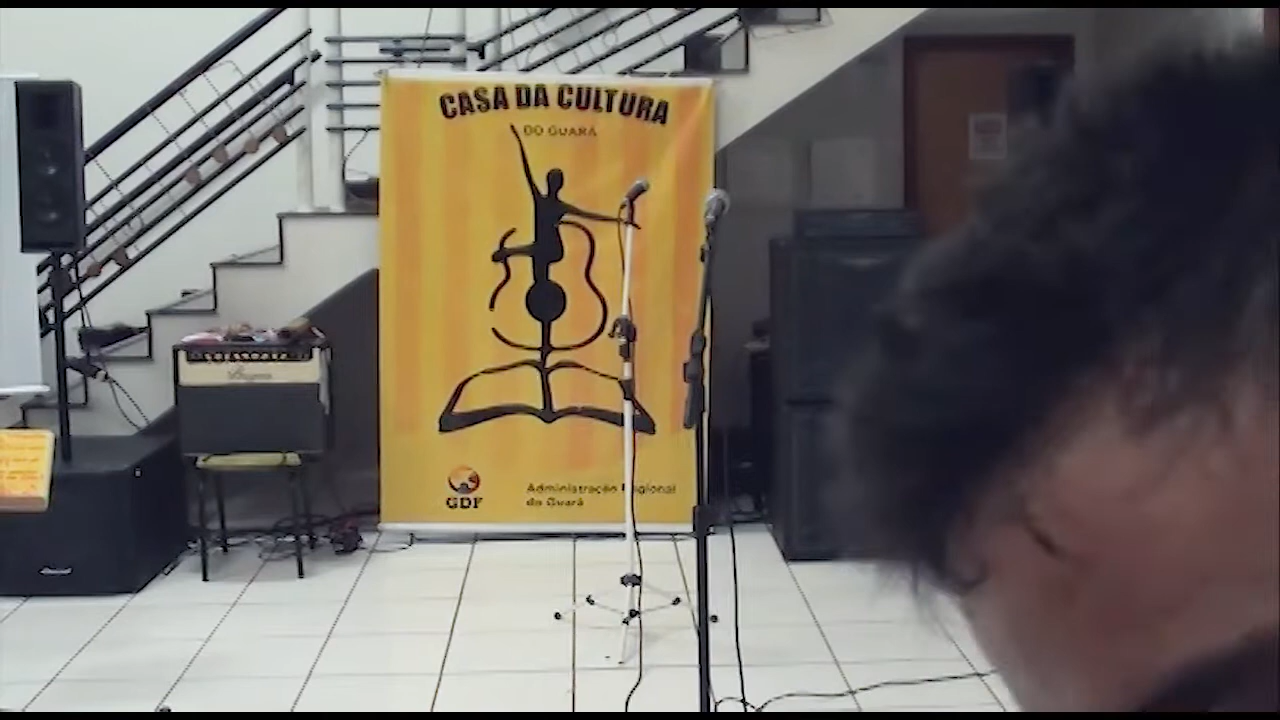 CASA DA CULTURA
DO GUARÁ
GDF
Administração Regional
do Guará